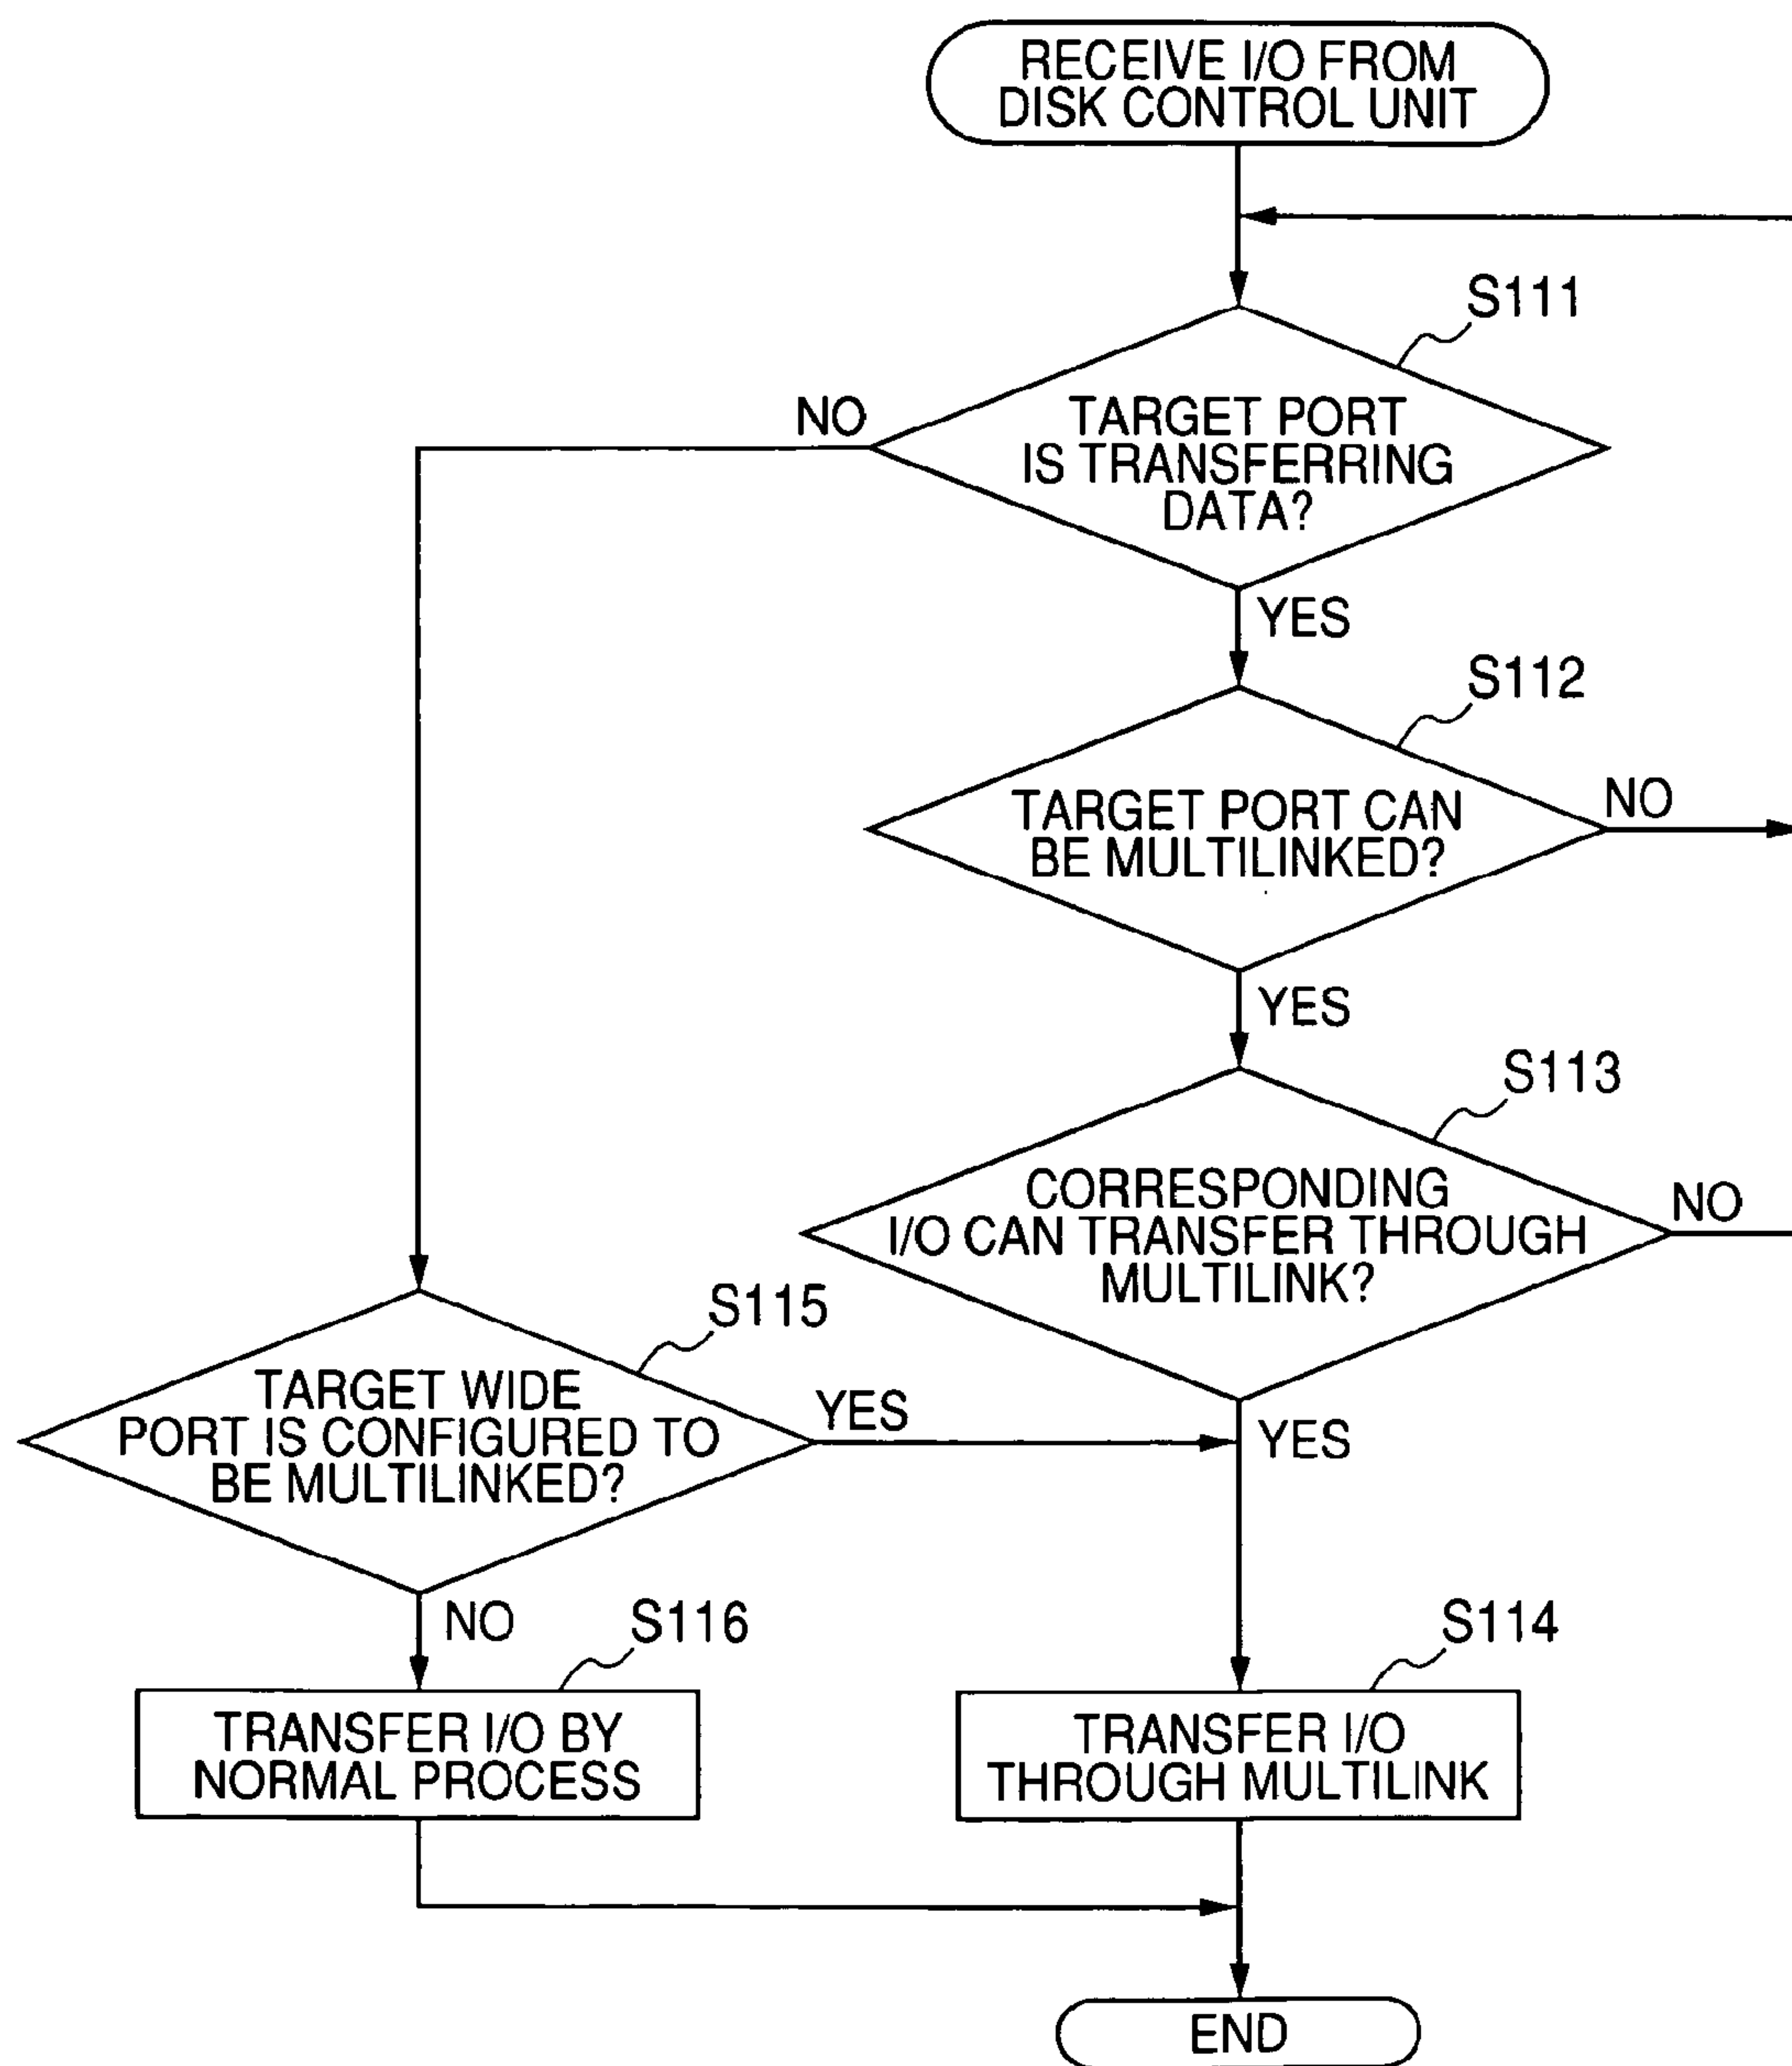 RECEIVE I/O FROM
DISK CONTROL UNIT
S111
NO
TARGET PORT
IS TRANSFERRING
DATA?
YES
S112
TARGET PORT CAN
BE MULTILINKED?
NO
YES
S113
CORRESPONDING
I/O CAN TRANSFER THROUGH
MULTILINK?
NO
S115
TARGET WIDE
PORT IS CONFIGURED TO
BE MULTILINKED?
YES
YES
NO
S116
S114
TRANSFER I/O BY
NORMAL PROCESS
TRANSFER I/O
THROUGH MULTILINK
END